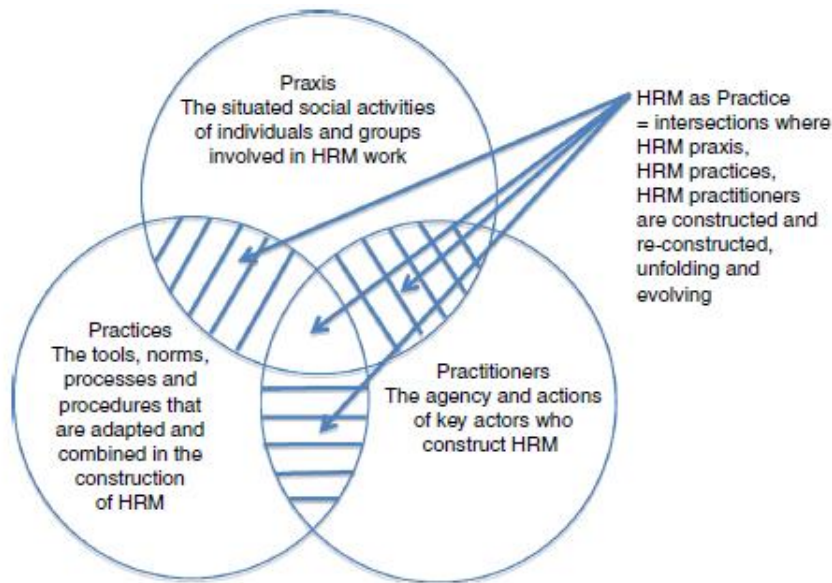 Praxis
The situated social activities
of individuals and groups
involved in HRM work
HRM as Practice
= intersections where
HRM praxis,
HRM practices,
HRM practitioners
are constructed and
re-constructed,
unfolding and
evolving
Practices
The tools, norms,
processes and
procedures that
are adapted and
combined in the
construction
of HRM
Practitioners
The agency and actions
of key actors who
construct HRM